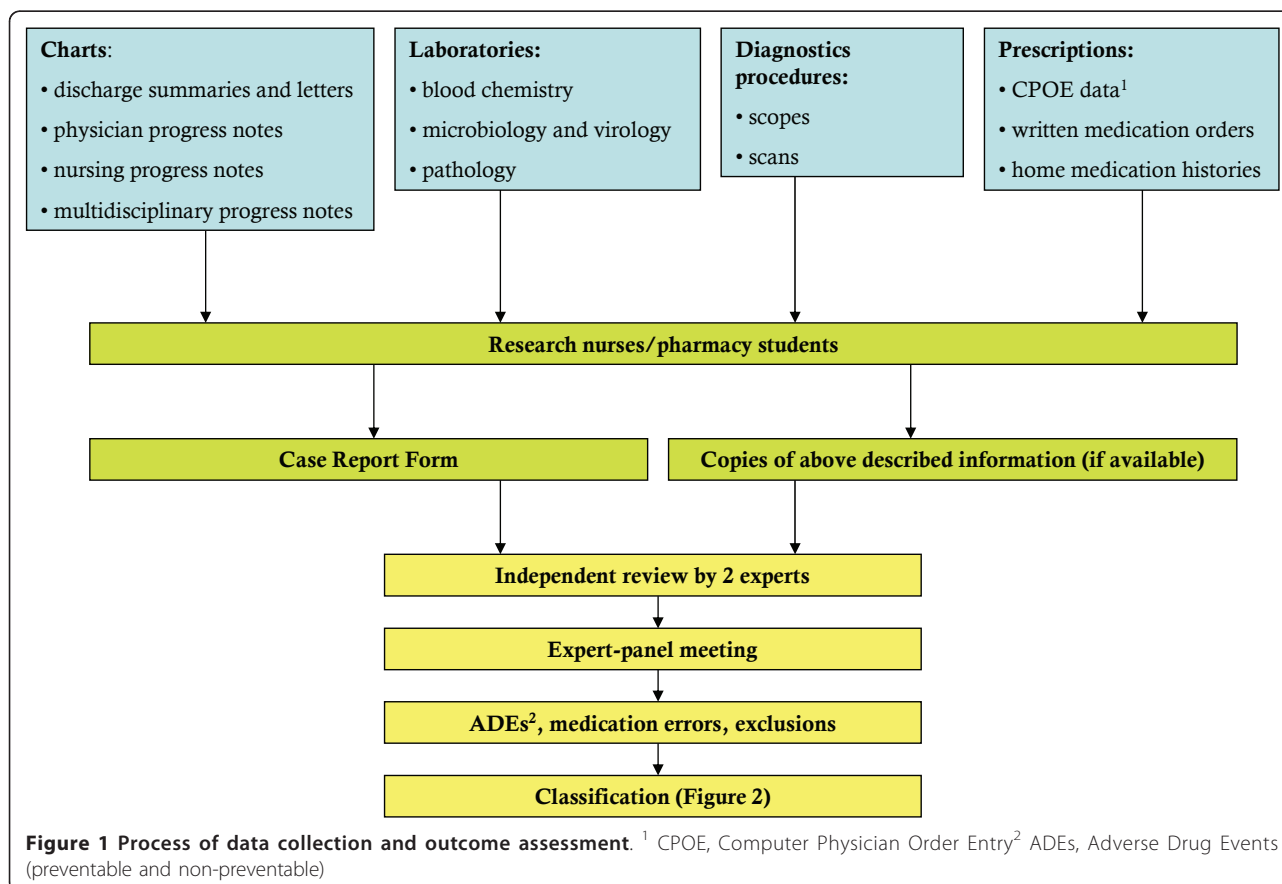 Charts:
• discharge summaries and letters
• physician progress notes
• nursing progress notes
• multidisciplinary progress notes
Laboratories:
• blood chemistry
• microbiology and virology
• pathology
Diagnostics
procedures:
• scopes
• scans
Prescriptions:
• CPOE data¹
• written medication orders
• home medication histories
Research nurses/pharmacy students
Case Report Form
Copies of above described information (if available)
Independent review by 2 experts
Expert-panel meeting
ADEs², medication errors, exclusions
Classification (Figure 2)
Figure 1 Process of data collection and outcome assessment. ¹ CPOE, Computer Physician Order Entry² ADEs, Adverse Drug Events
(preventable and non-preventable)